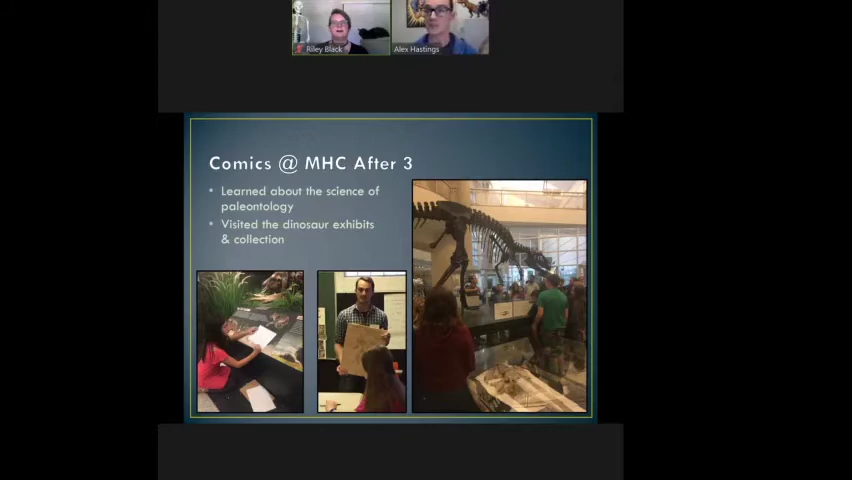 Riley Black
Alex Hastings
Comics @ MHC After 3
Learned about the science of
paleontology
Visited the dinosaur exhibits
& collection